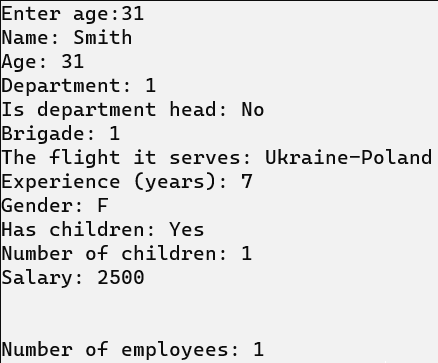 Enter age:31
Name: Smith
Age: 31
Department: 1
Is department head: No
Brigade: 1
The flight it serves: Ukraine-Poland
Experience (years): 7
Gender: F
Has children: Yes
Number of children: 1
Salary: 2500
Number of employees: 1